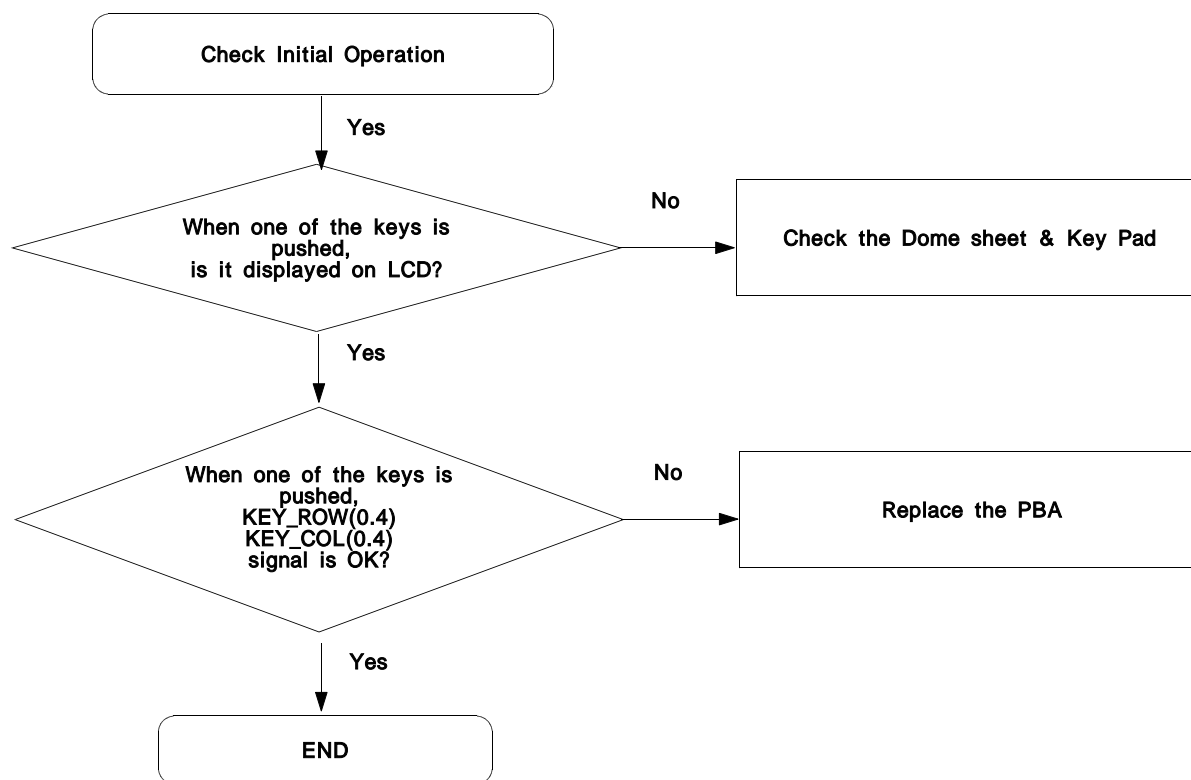 Check Initial Operation
Yes
When one of the keys is
pushed,
is it displayed on LCD?
No
Check the Dome sheet & Key Pad
Yes
When one of the keys is
pushed,
KEY_ROW(0.4)
KEY_COL(0.4)
signal is OK?
No
Replace the PBA
Yes
END